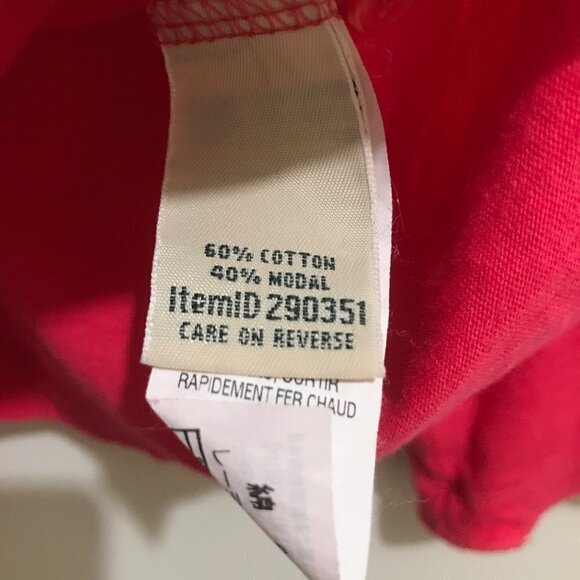 60% COTTON
40% MODAL
ItemID 290351
CARE ON REVERSE
RAPIDEMENT FER CHAUD